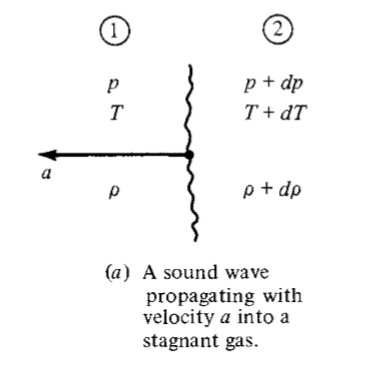 1 2
p p + dp
T T + dT
a
ρ ρ + dρ
(a) A sound wave
propagating with
velocity a into a
stagnant gas.